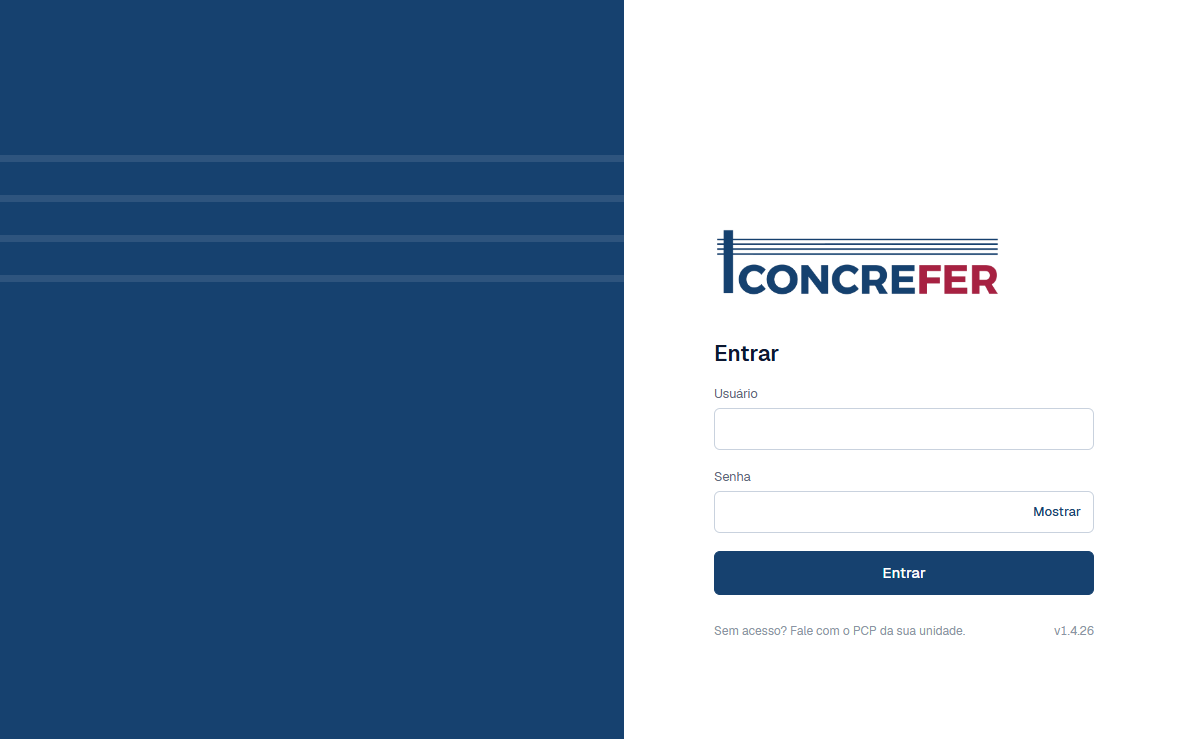 CONCREFER
Entrar
Usuário
Senha
Mostrar
Entrar
Sem acesso? Fale com o PCP da sua unidade.
v1.4.26